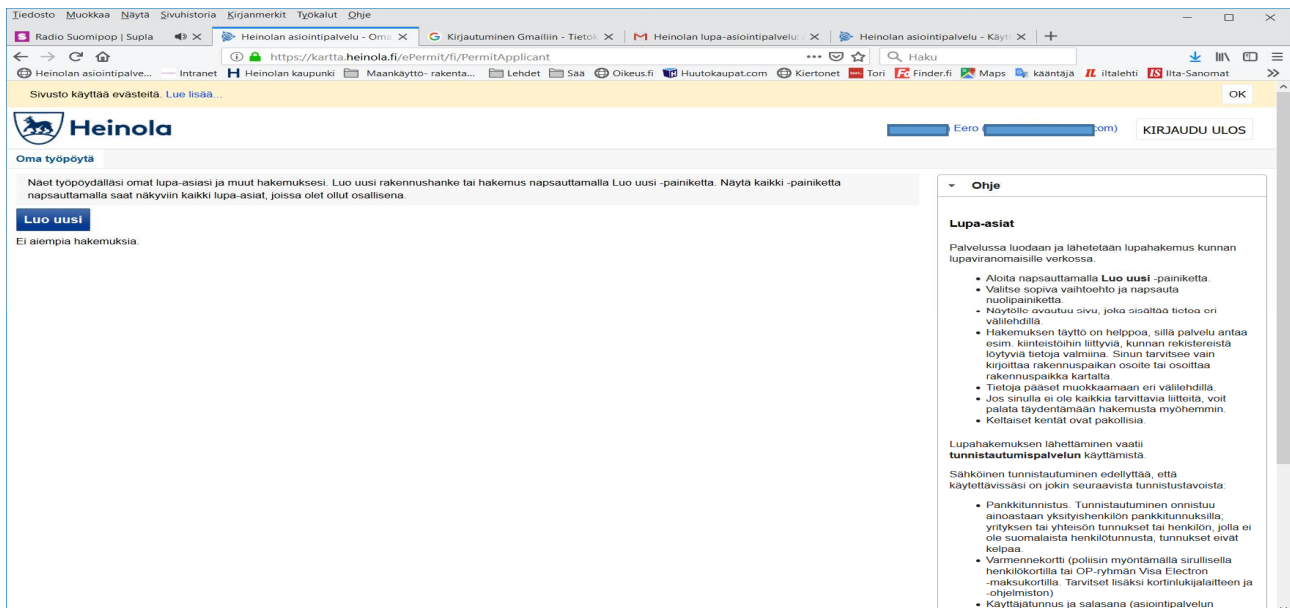 Tiedosto Muokkaa Näytä Sivuhistoria Kirjanmerkit Työkalut Ohje
Radio Suomipop | Supla
Heinolan asiointipalvelu - Oma
Kirjautuminen Gmailiin - Tietok
Heinolan lupa-asiointipalvelu:
Heinolan asiointipalvelu - Käyt
https://kartta.heinola.fi/ePermit/fi/PermitApplicant
Haku
Heinolan asiointipalve... Intranet Heinolan kaupunki Maankäyttö- rakenta... Lehdet Sää Oikeus.fi Huutokaupat.com Kiertonet Tori Finder.fi Maps kääntäjä iltalehti Ilta-Sanomat
Sivusto käyttää evästeitä. Lue lisää...
OK
Heinola
Eero ( com)
KIRJAUDU ULOS
Oma työpöytä
Näet työpöydälläsi omat lupa-asiasi ja muut hakemuksesi. Luo uusi rakennushanke tai hakemus napsauttamalla Luo uusi -painiketta. Näytä kaikki -painiketta
napsauttamalla saat näkyviin kaikki lupa-asiat, joissa olet ollut osallisena.
Luo uusi
Ei aiempia hakemuksia.
Ohje
Lupa-asiat
Palvelussa luodaan ja lähetetään lupahakemus kunnan
lupaviranomaisille verkossa.
• Aloita napsauttamalla Luo uusi -painiketta.
• Valitse sopiva vaihtoehto ja napsauta
nuolipainiketta.
• Näytölle avautuu sivu, joka sisältää tietoa eri
välilehdillä.
• Hakemuksen täyttö on helppoa, sillä palvelu antaa
esim. kiinteistöihin liittyviä, kunnan rekistereistä
löytyviä tietoja valmiina. Sinun tarvitsee vain
kirjoittaa rakennuspaikan osoite tai osoittaa
rakennuspaikka kartalta.
• Tietoja pääset muokkaamaan eri välilehdillä.
• Jos sinulla ei ole kaikkia tarvittavia liitteitä, voit
palata täydentämään hakemusta myöhemmin.
• Keltaiset kentät ovat pakollisia.
Lupahakemuksen lähettäminen vaatii
tunnistautumispalvelun käyttämistä.
Sähköinen tunnistautuminen edellyttää, että
käytettävissäsi on jokin seuraavista tunnistustavoista:
• Pankkitunnistus. Tunnistautuminen onnistuu
ainoastaan yksityishenkilön pankkitunnuksilla;
yrityksen tai yhteisön tunnukset tai henkilön, jolla ei
ole suomalaista henkilötunnusta, tunnukset eivät
kelpaa.
• Varmennekortti (poliisin myöntämällä sirullisella
henkilökortilla tai OP-ryhmän Visa Electron
-maksukortilla. Tarvitset lisäksi kortinlukijalaitteen ja
-ohjelmiston)
• Käyttäjätunnus ja salasana (asiointipalvelun